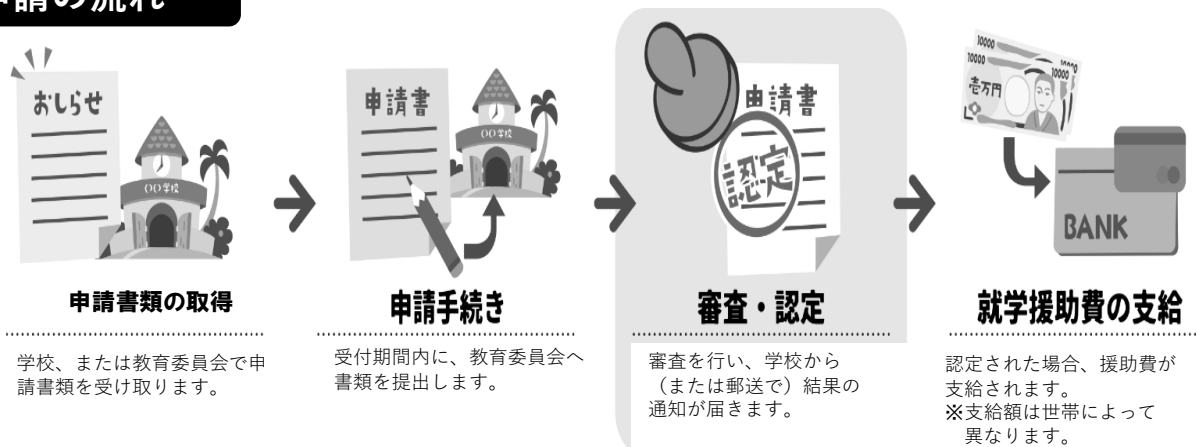 申請の流れ
おしらせ
〇〇学校
申請書
〇〇学校
申請書
認定
10000
10000
10000
壱万円
BANK
申請書類の取得
学校、または教育委員会で申
請書類を受け取ります。
申請手続き
受付期間内に、教育委員会へ
書類を提出します。
審査・認定
審査を行い、学校から
（または郵送で）結果の
通知が届きます。
就学援助費の支給
認定された場合、援助費が
支給されます。
※支給額は世帯によって
異なります。